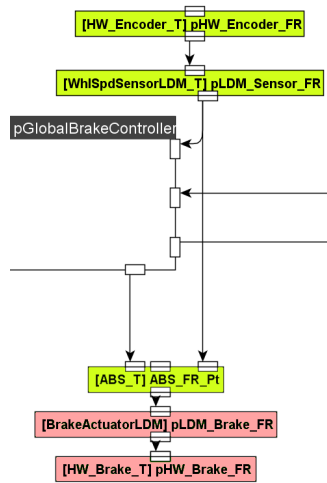 [HW_Encoder_T] pHW_Encoder_FR
[WhlSpdSensorLDM_T] pLDM_Sensor_FR
pGlobalBrakeController
[ABS_T] ABS_FR_Pt
[BrakeActuatorLDM] pLDM_Brake_FR
[HW_Brake_T] pHW_Brake_FR